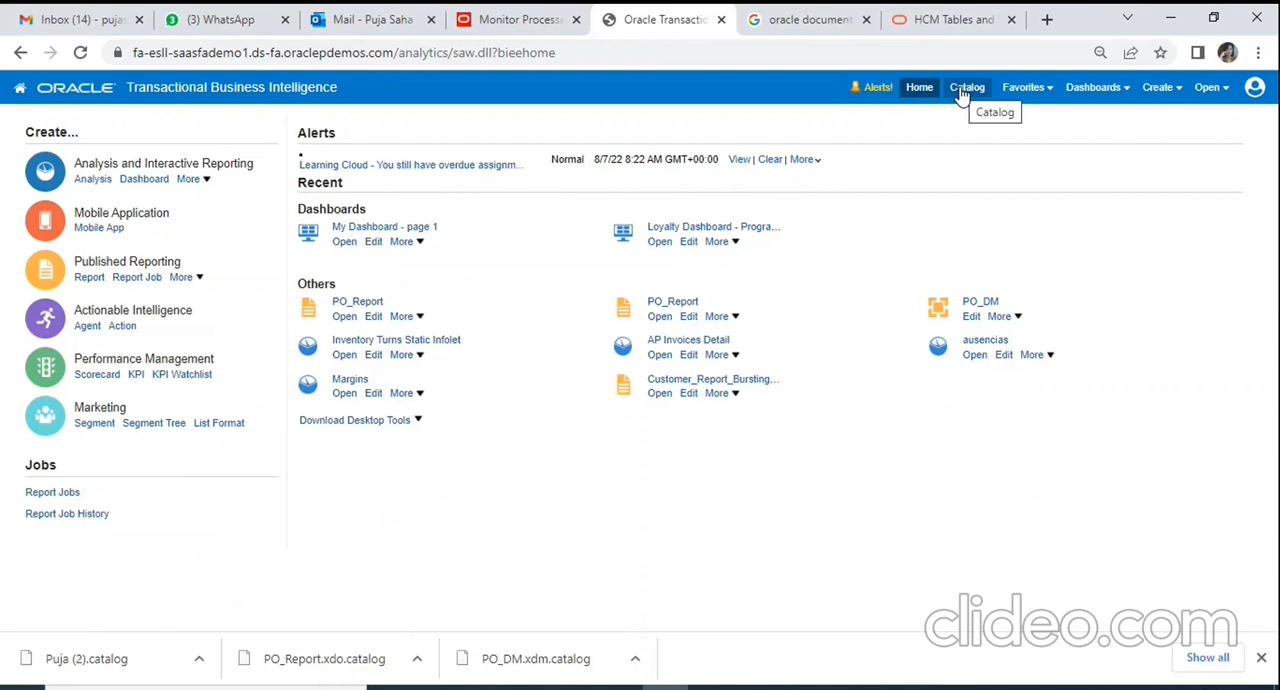 Inbox (14) - pujas
(3) WhatsApp
Mail - Puja Saha
Monitor Processe
Oracle Transactio
oracle document
HCM Tables and
fa-esll-saasfademo1.ds-fa.oraclepdemos.com/analytics/saw.dll?bieehome
ORACLE Transactional Business Intelligence
Alerts! Home Catalog Favorites Dashboards Create Open
Catalog
Create...
Analysis and Interactive Reporting
Analysis Dashboard More
Mobile Application
Mobile App
Published Reporting
Report Report Job More
Actionable Intelligence
Agent Action
Performance Management
Scorecard KPI KPI Watchlist
Marketing
Segment Segment Tree List Format
Jobs
Report Jobs
Report Job History
Alerts
Learning Cloud - You still have overdue assignm... Normal 8/7/22 8:22 AM GMT+00:00 View | Clear | More
Recent
Dashboards
My Dashboard - page 1
Open Edit More
Loyalty Dashboard - Progra...
Open Edit More
Others
PO_Report
Open Edit More
PO_Report
Open Edit More
PO_DM
Edit More
Inventory Turns Static Infolet
Open Edit More
AP Invoices Detail
Open Edit More
ausencias
Open Edit More
Margins
Open Edit More
Customer_Report_Bursting...
Open Edit More
Download Desktop Tools
clideo.com
Puja (2).catalog
PO_Report.xdo.catalog
PO_DM.xdm.catalog
Show all